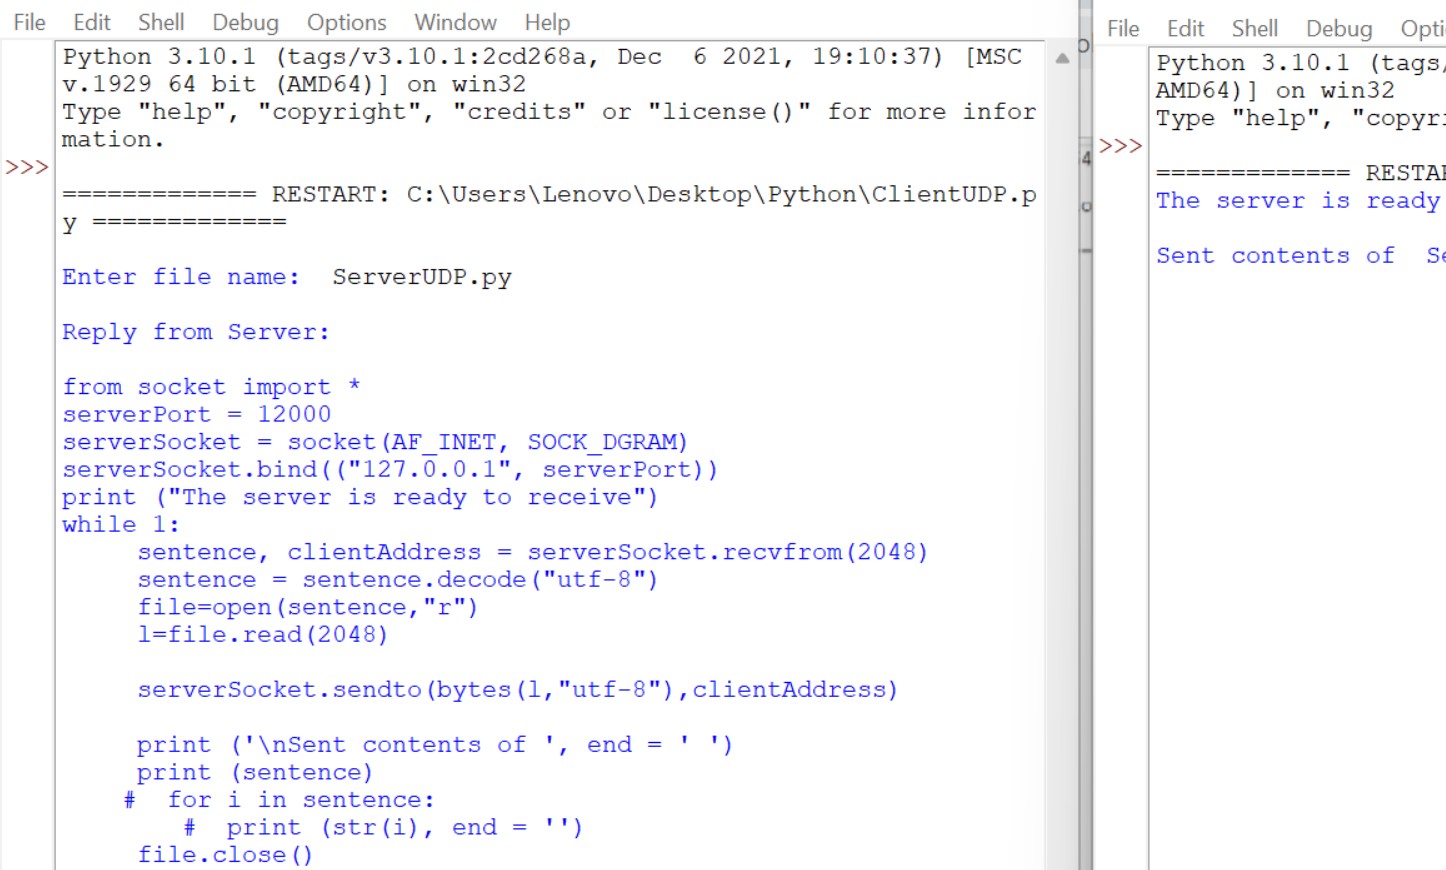 File Edit Shell Debug Options Window Help
Python 3.10.1 (tags/v3.10.1:2cd268a, Dec  6 2021, 19:10:37) [MSC
v.1929 64 bit (AMD64)] on win32
Type "help", "copyright", "credits" or "license()" for more infor
mation.
>>>
============= RESTART: C:\Users\Lenovo\Desktop\Python\ClientUDP.p
y =============
Enter file name:  ServerUDP.py
Reply from Server:
from socket import *
serverPort = 12000
serverSocket = socket(AF_INET, SOCK_DGRAM)
serverSocket.bind(("127.0.0.1", serverPort))
print ("The server is ready to receive")
while 1:
     sentence, clientAddress = serverSocket.recvfrom(2048)
     sentence = sentence.decode("utf-8")
     file=open(sentence,"r")
     l=file.read(2048)
     serverSocket.sendto(bytes(l,"utf-8"),clientAddress)
     print ('\nSent contents of ', end = ' ')
     print (sentence)
    #  for i in sentence:
        #  print (str(i), end = '')
     file.close()
File Edit Shell Debug Opti
Python 3.10.1 (tags/
AMD64)] on win32
Type "help", "copyri
>>>
============= RESTAR
The server is ready
Sent contents of  Se